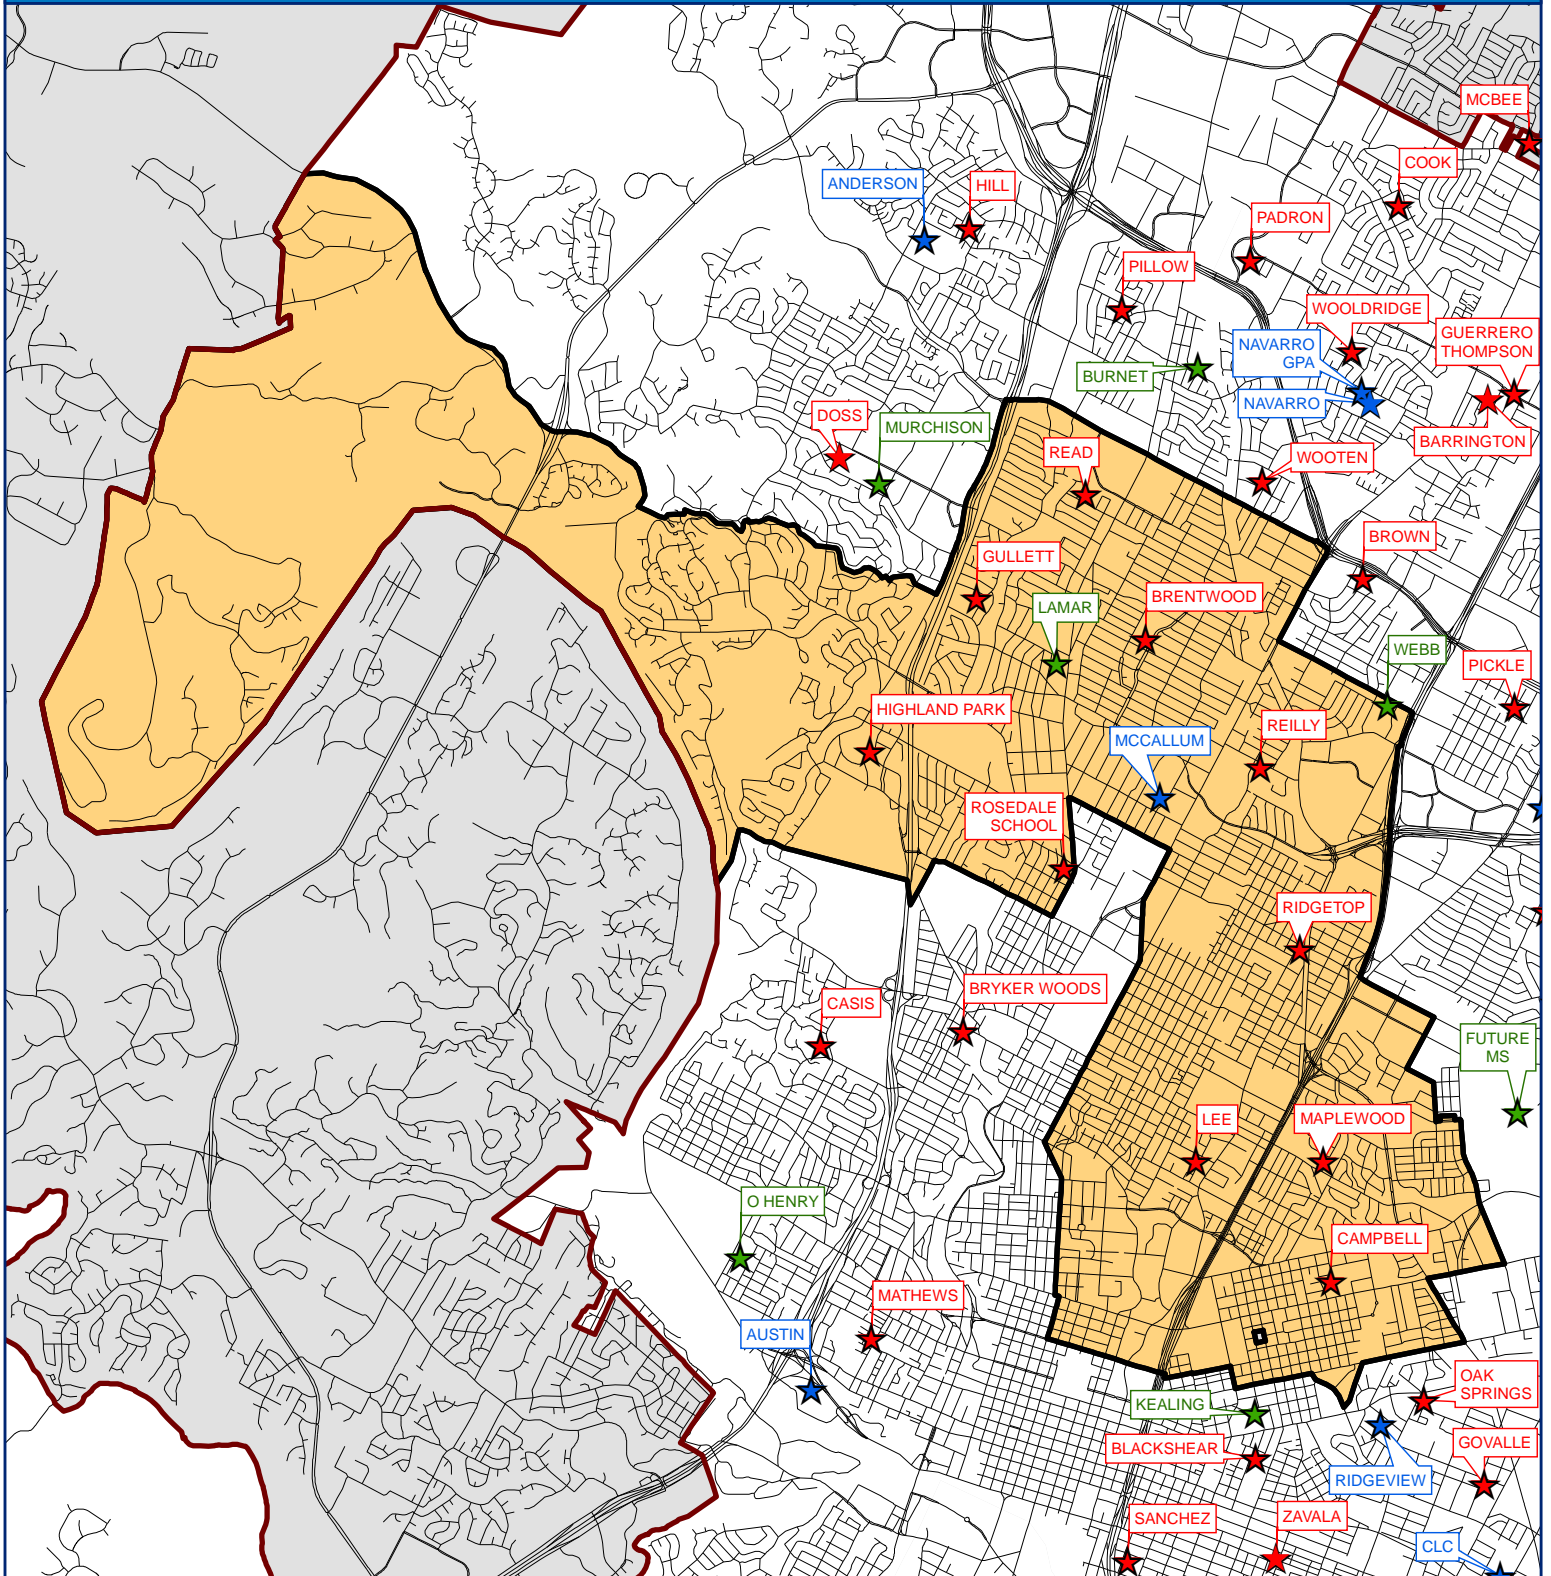 MCBEE
COOK
ANDERSON
HILL
PADRON
PILLOW
WOOLDRIDGE
GUERRERO
THOMPSON
NAVARRO
GPA
BURNET
NAVARRO
DOSS
MURCHISON
BARRINGTON
READ
WOOTEN
BROWN
GULLETT
BRENTWOOD
LAMAR
WEBB
PICKLE
HIGHLAND PARK
REILLY
MCCALLUM
ROSEDALE
SCHOOL
RIDGETOP
BRYKER WOODS
CASIS
FUTURE
MS
LEE
MAPLEWOOD
O HENRY
CAMPBELL
MATHEWS
AUSTIN
OAK
SPRINGS
KEALING
BLACKSHEAR
GOVALLE
RIDGEVIEW
SANCHEZ
ZAVALA
CLC